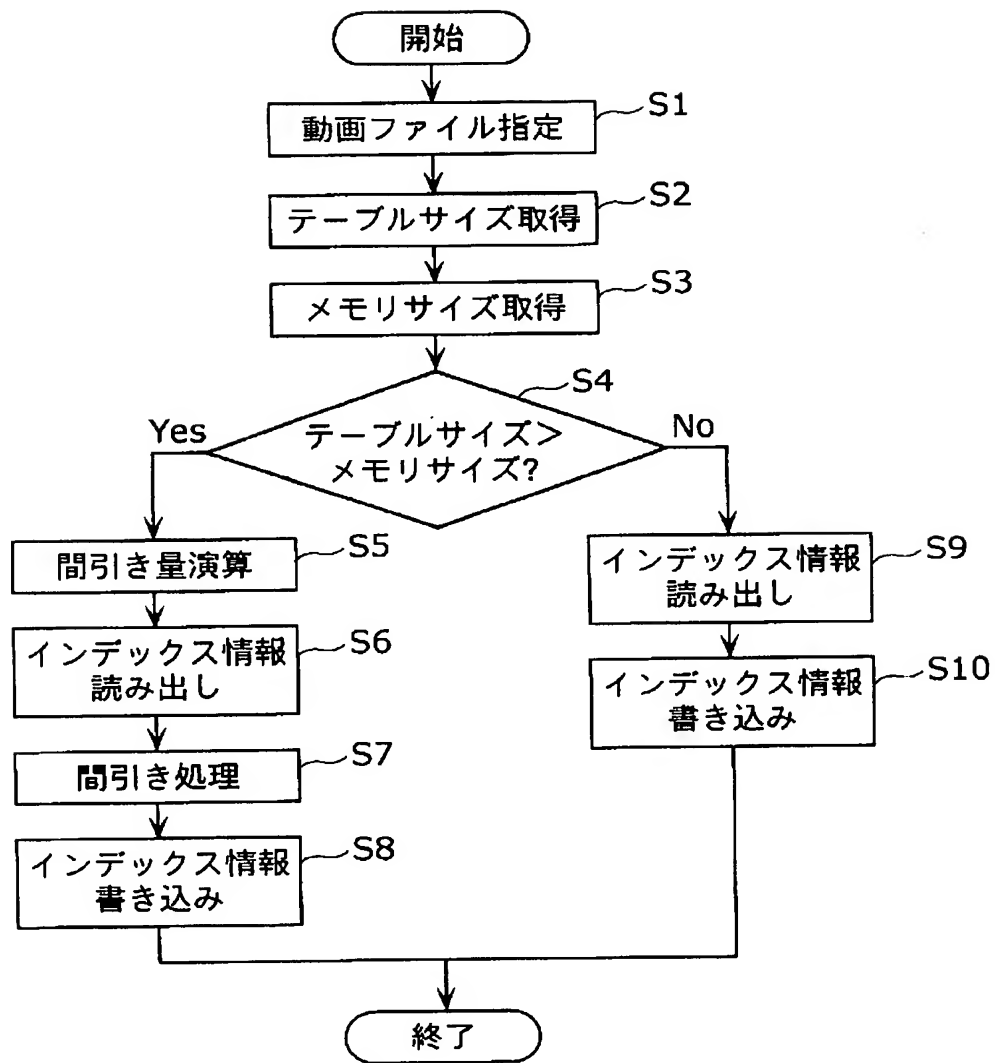 開始
動画ファイル指定
S1
テーブルサイズ取得
S2
メモリサイズ取得
S3
テーブルサイズ>
メモリサイズ?
S4
Yes
No
間引き量演算
S5
インデックス情報
読み出し
S6
間引き処理
S7
インデックス情報
書き込み
S8
インデックス情報
読み出し
S9
インデックス情報
書き込み
S10
終了